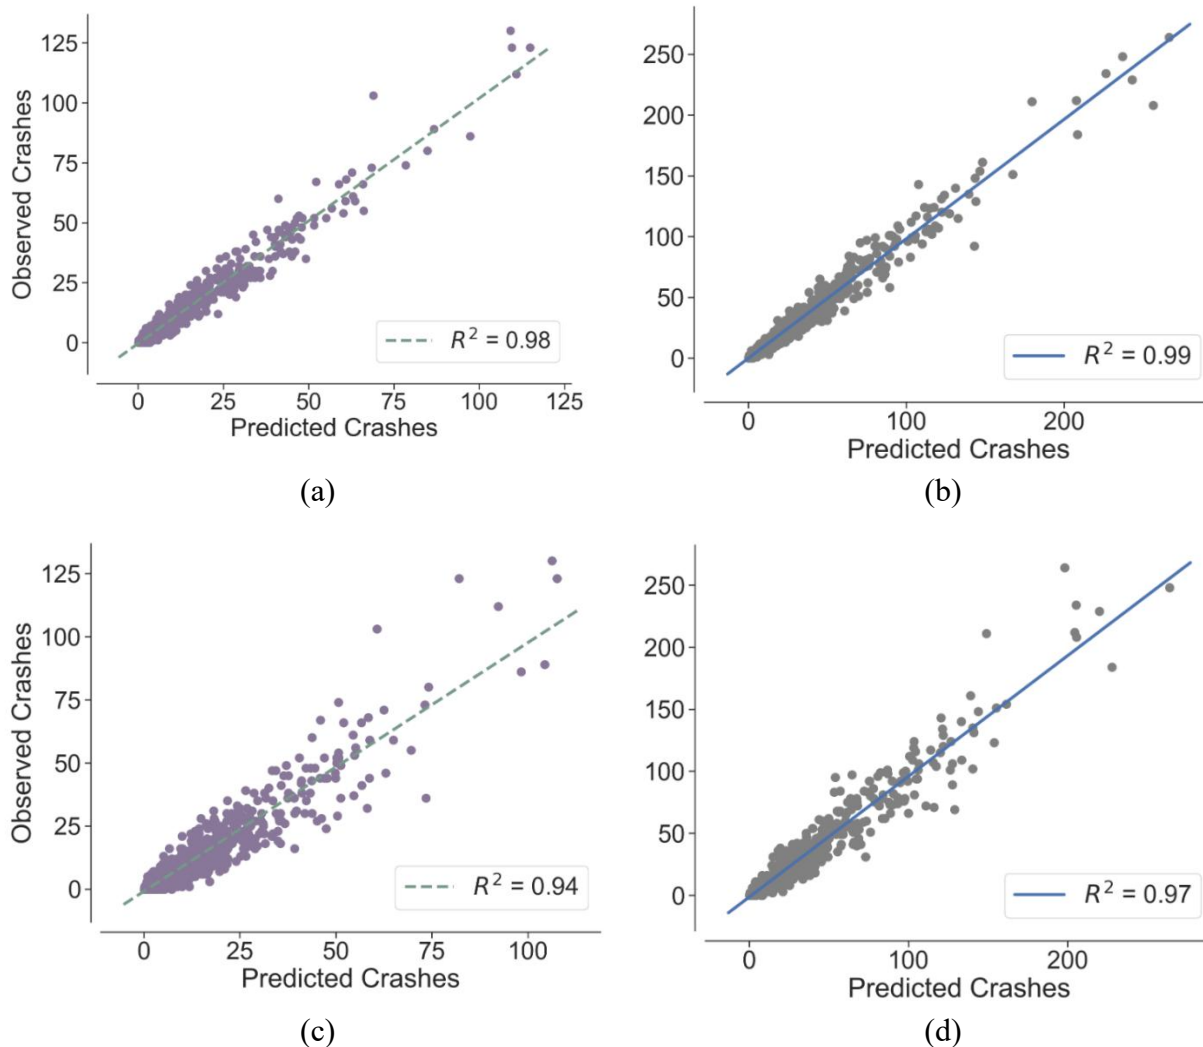 125
100
75
50
25
0
Observed Crashes
R² = 0.98
0 25 50 75 100 125
Predicted Crashes
(a)
250
200
150
100
50
0
R² = 0.99
0 100 200
Predicted Crashes
(b)
125
100
75
50
25
0
Observed Crashes
R² = 0.94
0 25 50 75 100
Predicted Crashes
(c)
250
200
150
100
50
0
R² = 0.97
0 100 200
Predicted Crashes
(d)